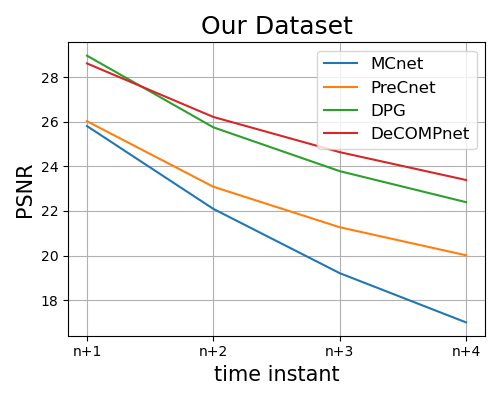 Our Dataset
PSNR
28
26
24
22
20
18
MCnet
PreCnet
DPG
DeCOMPnet
n+1
n+2
n+3
n+4
time instant